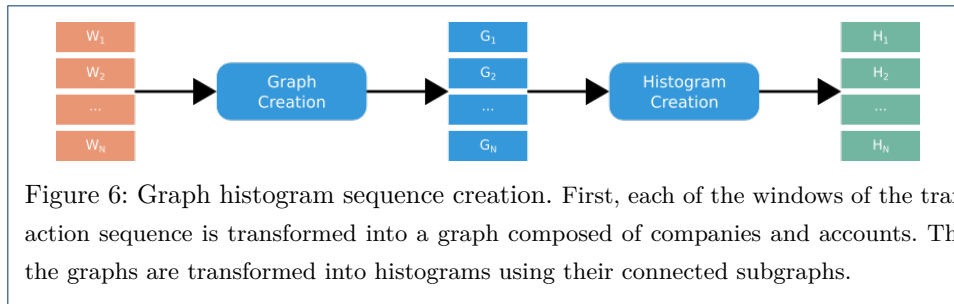 W1
G1
H1
W2
Graph
Creation
G2
Histogram
Creation
H2
...
...
...
WN
GN
HN
Figure 6: Graph histogram sequence creation. First, each of the windows of the tran
action sequence is transformed into a graph composed of companies and accounts. Th
the graphs are transformed into histograms using their connected subgraphs.